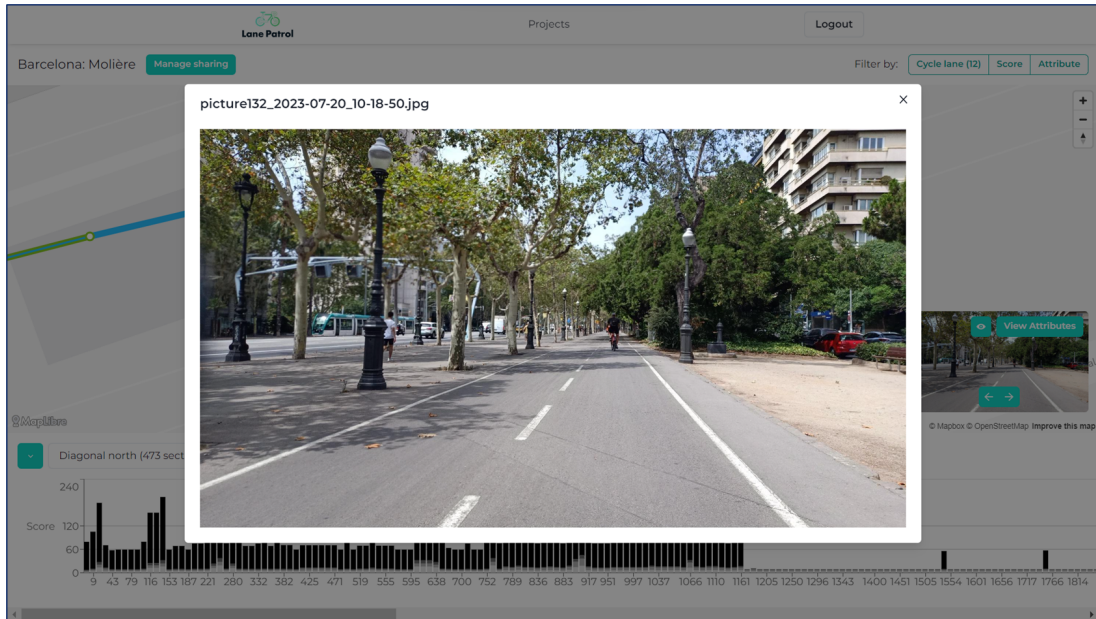 Lane Patrol
Projects
Logout
Barcelona: Molière
Manage sharing
Filter by:
Cycle lane (12)
Score
Attribute
picture132_2023-07-20_10-18-50.jpg
View Attributes
MapLibre
© Mapbox © OpenStreetMap Improve this map
Diagonal north (473 sect
240
Score
120
60
0
9 43 79 116 153 187 221 280 332 382 425 471 519 555 595 638 700 752 789 836 883 917 951 997 1037 1066 1110 1161 1205 1250 1296 1343 1400 1451 1505 1554 1601 1656 1717 1766 1814